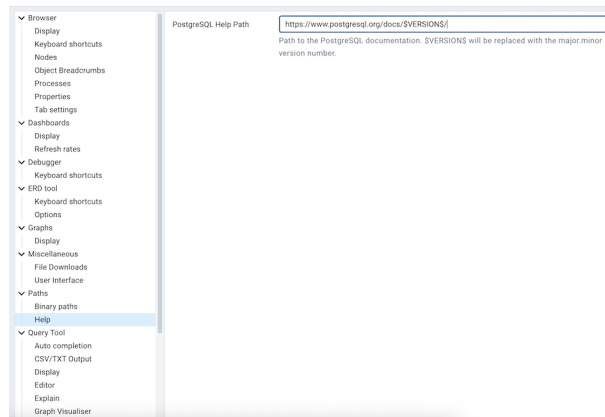 Browser
Display
Keyboard shortcuts
Nodes
Object Breadcrumbs
Processes
Properties
Tab settings
Dashboards
Display
Refresh rates
Debugger
Keyboard shortcuts
ERD tool
Keyboard shortcuts
Options
Graphs
Display
Miscellaneous
File Downloads
User Interface
Paths
Binary paths
Help
Query Tool
Auto completion
CSV/TXT Output
Display
Editor
Explain
Graph Visualiser
PostgreSQL Help Path
https://www.postgresql.org/docs/$VERSION$/
Path to the PostgreSQL documentation. $VERSION$ will be replaced with the major.minor
version number.